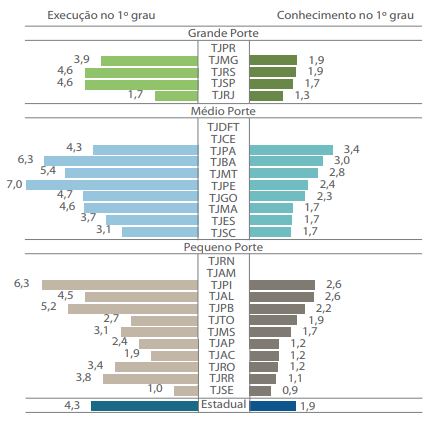 Execução no 1º grau Conhecimento no 1º grau
Grande Porte
TJPR
3,9 TJMG 1,9
4,6 TJRS 1,9
4,6 TJSP 1,7
1,7 TJRJ 1,3
Médio Porte
TJDFT
TJCE
4,3 TJPA 3,4
6,3 TJBA 3,0
5,4 TJMT 2,8
7,0 TJPE 2,4
4,7 TJGO 2,3
4,6 TJMA 1,7
3,7 TJES 1,7
3,1 TJSC 1,7
Pequeno Porte
TJRN
TJAM
6,3 TJPI 2,6
4,5 TJAL 2,6
5,2 TJPB 2,2
2,7 TJTO 1,9
3,1 TJMS 1,7
2,4 TJAP 1,2
1,9 TJAC 1,2
3,4 TJRO 1,2
3,8 TJRR 1,1
1,0 TJSE 0,9
4,3 Estadual 1,9